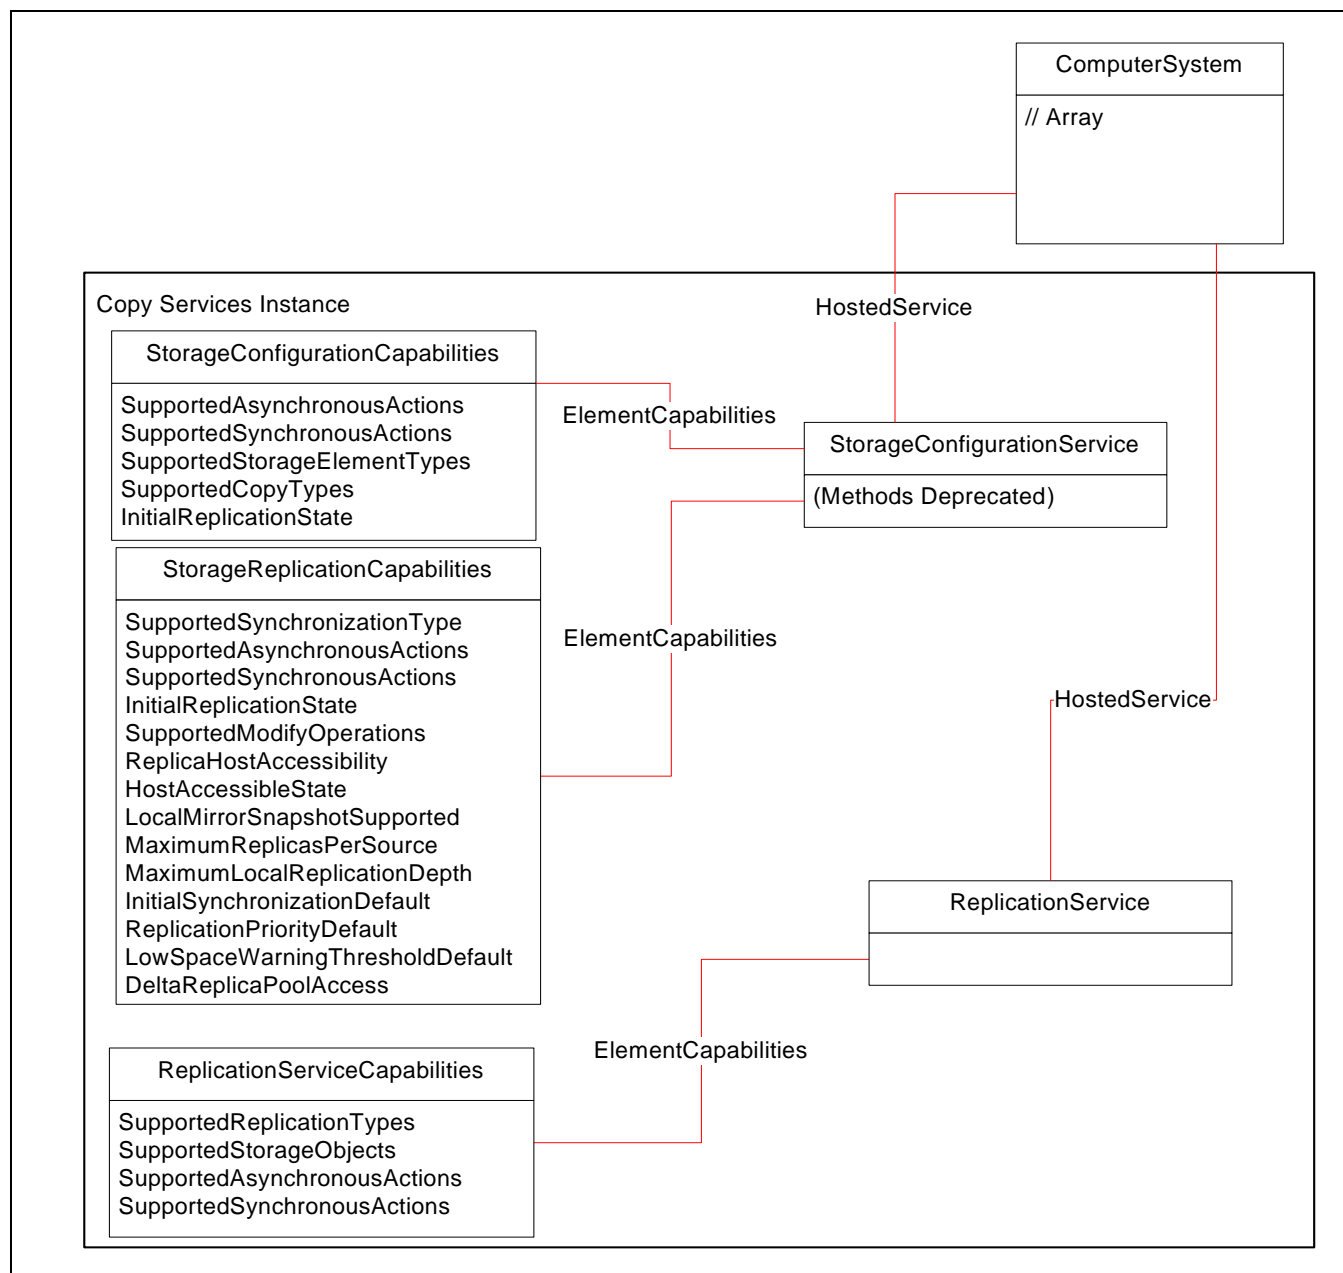 ComputerSystem
// Array
Copy Services Instance
HostedService
StorageConfigurationCapabilities
SupportedAsynchronousActions
SupportedSynchronousActions
SupportedStorageElementTypes
SupportedCopyTypes
InitialReplicationState
ElementCapabilities
StorageConfigurationService
(Methods Deprecated)
StorageReplicationCapabilities
SupportedSynchronizationType
SupportedAsynchronousActions
SupportedSynchronousActions
InitialReplicationState
SupportedModifyOperations
ReplicaHostAccessibility
HostAccessibleState
LocalMirrorSnapshotSupported
MaximumReplicasPerSource
MaximumLocalReplicationDepth
InitialSynchronizationDefault
ReplicationPriorityDefault
LowSpaceWarningThresholdDefault
DeltaReplicaPoolAccess
ElementCapabilities
HostedService
ReplicationService
ElementCapabilities
ReplicationServiceCapabilities
SupportedReplicationTypes
SupportedStorageObjects
SupportedAsynchronousActions
SupportedSynchronousActions